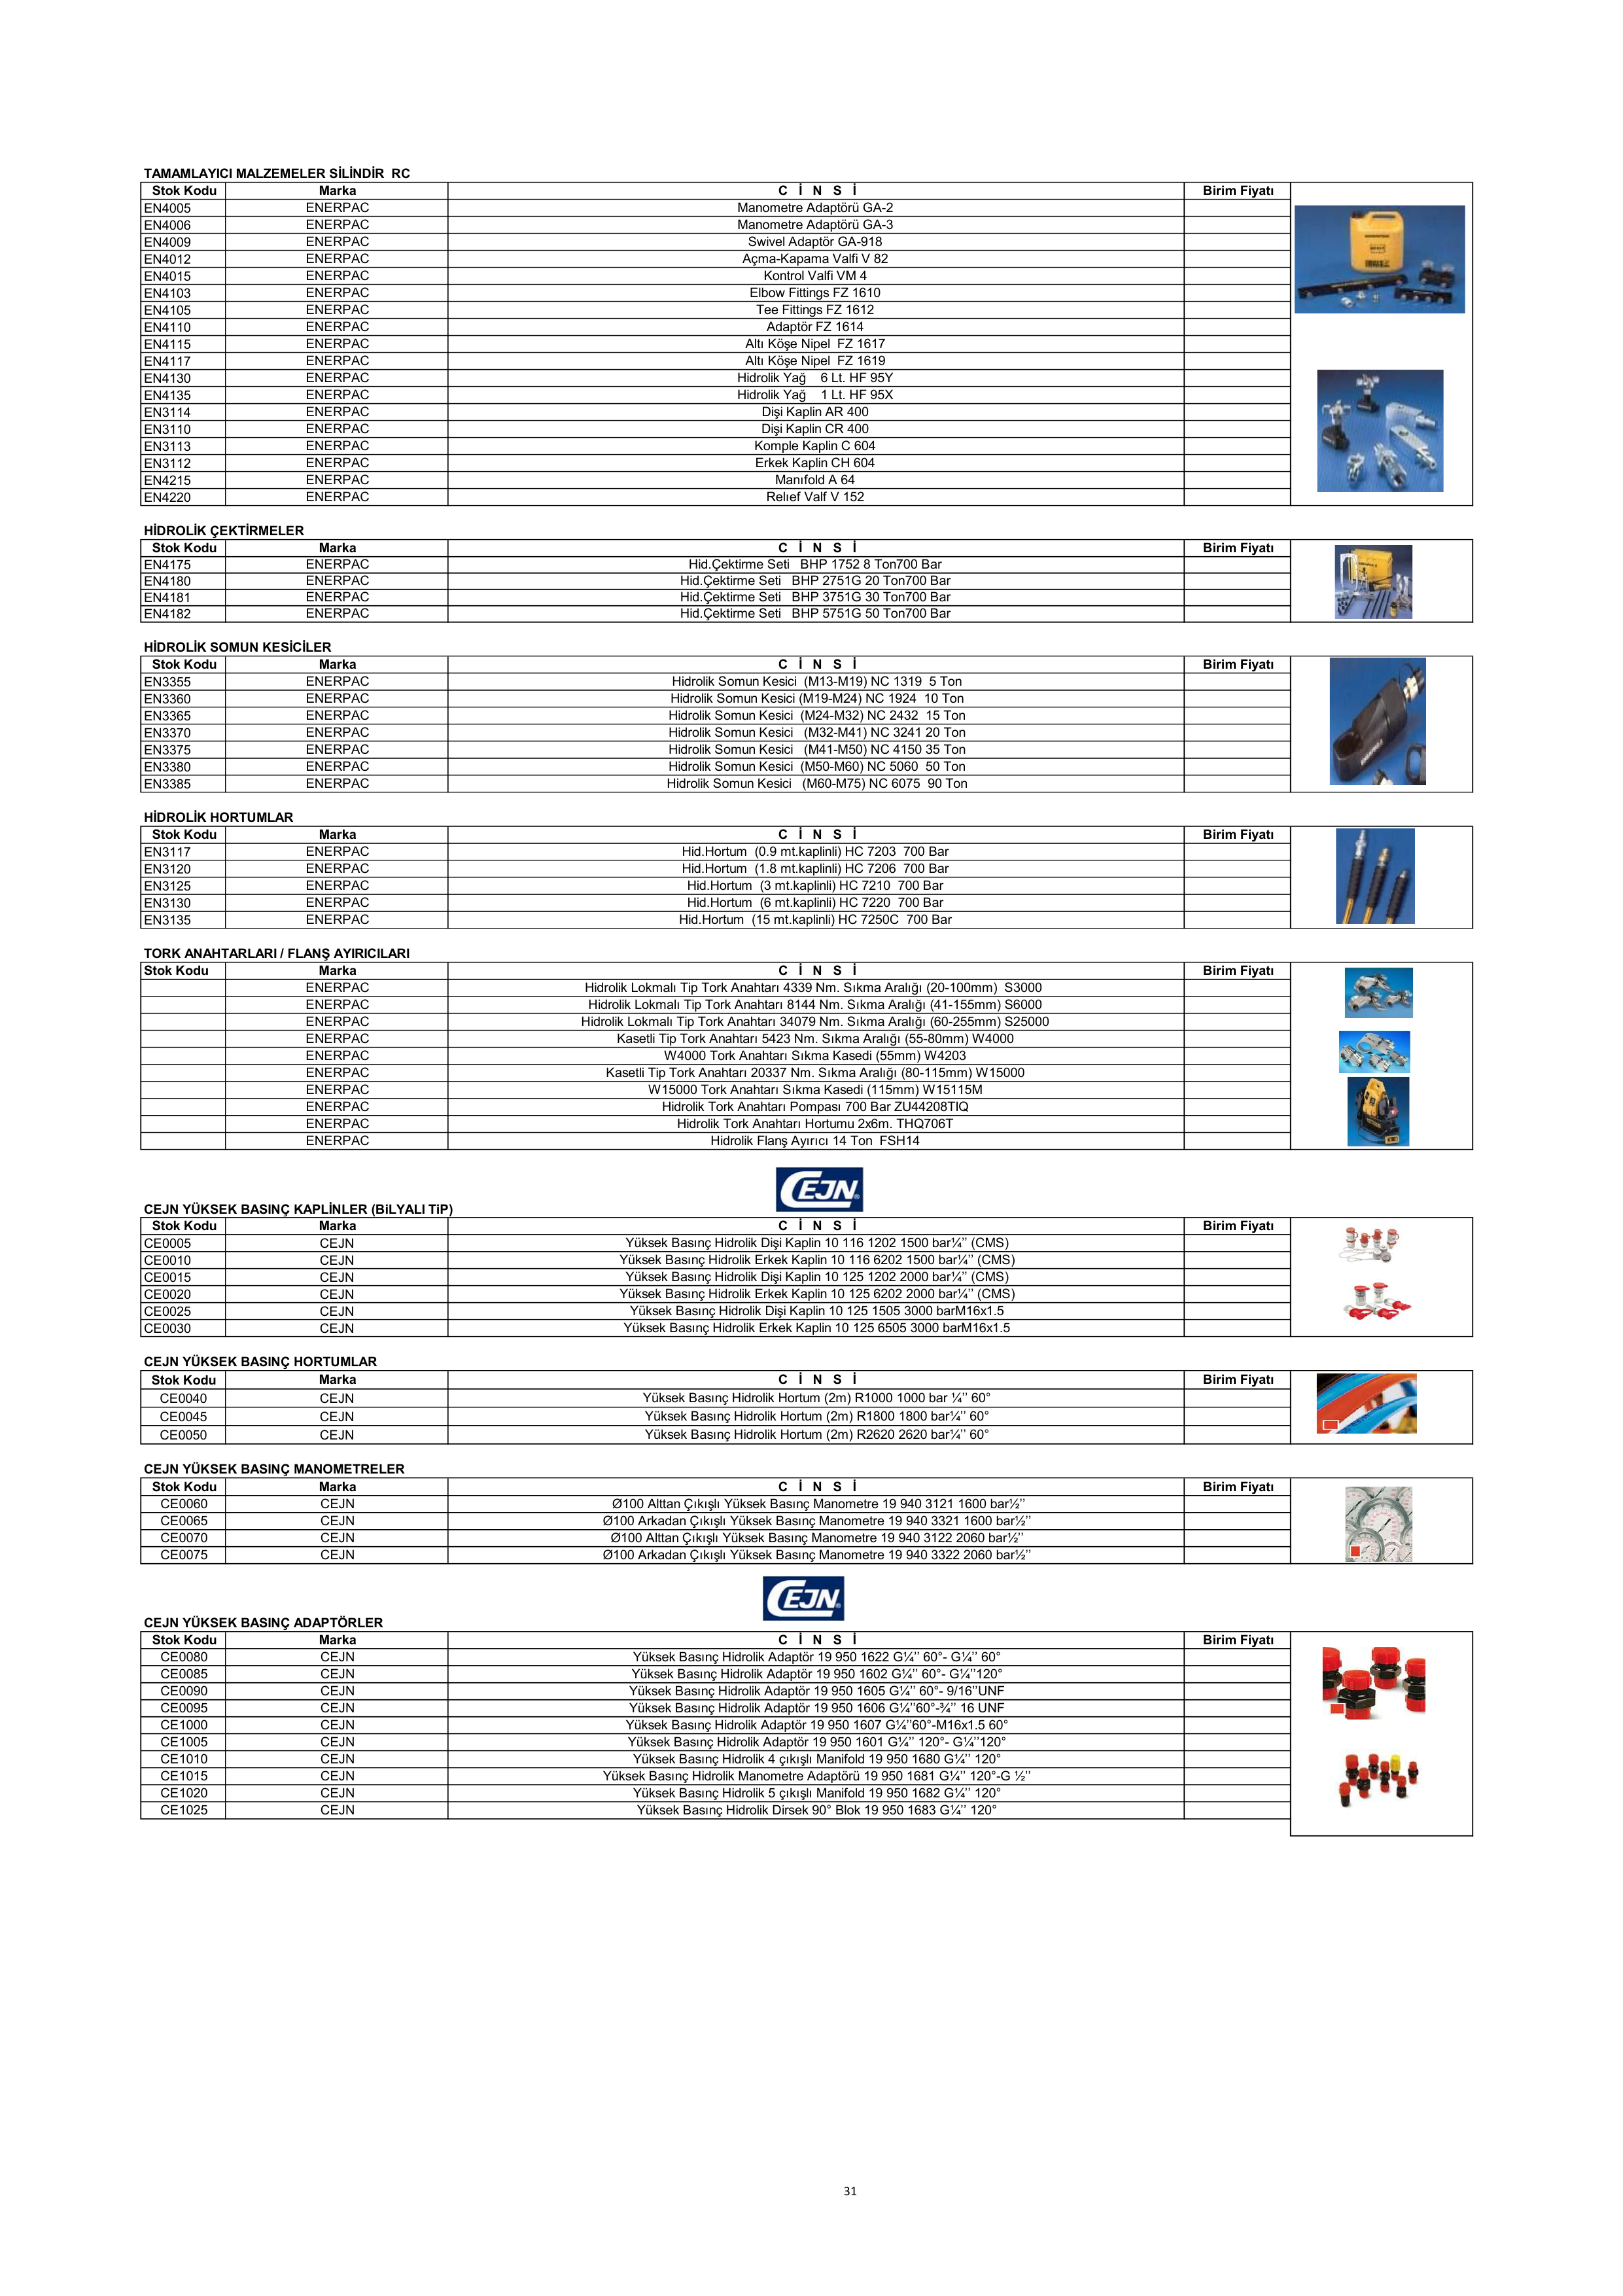 TAMAMLAYICI MALZEMELER SİLİNDİR  RC
Stok Kodu Marka C İ N S İ Birim Fiyatı
EN4005 ENERPAC Manometre Adaptörü GA-2
EN4006 ENERPAC Manometre Adaptörü GA-3
EN4009 ENERPAC Swivel Adaptör GA-918
EN4012 ENERPAC Açma-Kapama Valfi V 82
EN4015 ENERPAC Kontrol Valfi VM 4
EN4103 ENERPAC Elbow Fittings FZ 1610
EN4105 ENERPAC Tee Fittings FZ 1612
EN4110 ENERPAC Adaptör FZ 1614
EN4115 ENERPAC Altı Köşe Nipel  FZ 1617
EN4117 ENERPAC Altı Köşe Nipel  FZ 1619
EN4130 ENERPAC Hidrolik Yağ    6 Lt. HF 95Y
EN4135 ENERPAC Hidrolik Yağ    1 Lt. HF 95X
EN3114 ENERPAC Dişi Kaplin AR 400
EN3110 ENERPAC Dişi Kaplin CR 400
EN3113 ENERPAC Komple Kaplin C 604
EN3112 ENERPAC Erkek Kaplin CH 604
EN4215 ENERPAC Manıfold A 64
EN4220 ENERPAC Relıef Valf V 152
HİDROLİK ÇEKTİRMELER
Stok Kodu Marka C İ N S İ Birim Fiyatı
EN4175 ENERPAC Hid.Çektirme Seti   BHP 1752 8 Ton700 Bar
EN4180 ENERPAC Hid.Çektirme Seti   BHP 2751G 20 Ton700 Bar
EN4181 ENERPAC Hid.Çektirme Seti   BHP 3751G 30 Ton700 Bar
EN4182 ENERPAC Hid.Çektirme Seti   BHP 5751G 50 Ton700 Bar
HİDROLİK SOMUN KESİCİLER
Stok Kodu Marka C İ N S İ Birim Fiyatı
EN3355 ENERPAC Hidrolik Somun Kesici  (M13-M19) NC 1319  5 Ton
EN3360 ENERPAC Hidrolik Somun Kesici (M19-M24) NC 1924  10 Ton
EN3365 ENERPAC Hidrolik Somun Kesici  (M24-M32) NC 2432  15 Ton
EN3370 ENERPAC Hidrolik Somun Kesici   (M32-M41) NC 3241 20 Ton
EN3375 ENERPAC Hidrolik Somun Kesici   (M41-M50) NC 4150 35 Ton
EN3380 ENERPAC Hidrolik Somun Kesici  (M50-M60) NC 5060  50 Ton
EN3385 ENERPAC Hidrolik Somun Kesici   (M60-M75) NC 6075  90 Ton
HİDROLİK HORTUMLAR
Stok Kodu Marka C İ N S İ Birim Fiyatı
EN3117 ENERPAC Hid.Hortum  (0.9 mt.kaplinli) HC 7203  700 Bar
EN3120 ENERPAC Hid.Hortum  (1.8 mt.kaplinli) HC 7206  700 Bar
EN3125 ENERPAC Hid.Hortum  (3 mt.kaplinli) HC 7210  700 Bar
EN3130 ENERPAC Hid.Hortum  (6 mt.kaplinli) HC 7220  700 Bar
EN3135 ENERPAC Hid.Hortum  (15 mt.kaplinli) HC 7250C  700 Bar
TORK ANAHTARLARI / FLANŞ AYIRICILARI
Stok Kodu Marka C İ N S İ Birim Fiyatı
ENERPAC Hidrolik Lokmalı Tip Tork Anahtarı 4339 Nm. Sıkma Aralığı (20-100mm)  S3000
ENERPAC Hidrolik Lokmalı Tip Tork Anahtarı 8144 Nm. Sıkma Aralığı (41-155mm) S6000
ENERPAC Hidrolik Lokmalı Tip Tork Anahtarı 34079 Nm. Sıkma Aralığı (60-255mm) S25000
ENERPAC Kasetli Tip Tork Anahtarı 5423 Nm. Sıkma Aralığı (55-80mm) W4000
ENERPAC W4000 Tork Anahtarı Sıkma Kasedi (55mm) W4203
ENERPAC Kasetli Tip Tork Anahtarı 20337 Nm. Sıkma Aralığı (80-115mm) W15000
ENERPAC W15000 Tork Anahtarı Sıkma Kasedi (115mm) W15115M
ENERPAC Hidrolik Tork Anahtarı Pompası 700 Bar ZU44208TIQ
ENERPAC Hidrolik Tork Anahtarı Hortumu 2x6m. THQ706T
ENERPAC Hidrolik Flanş Ayırıcı 14 Ton  FSH14
CEJN
CEJN YÜKSEK BASINÇ KAPLİNLER (BiLYALI TiP)
Stok Kodu Marka C İ N S İ Birim Fiyatı
CE0005 CEJN Yüksek Basınç Hidrolik Dişi Kaplin 10 116 1202 1500 bar¼’’ (CMS)
CE0010 CEJN Yüksek Basınç Hidrolik Erkek Kaplin 10 116 6202 1500 bar¼’’ (CMS)
CE0015 CEJN Yüksek Basınç Hidrolik Dişi Kaplin 10 125 1202 2000 bar¼’’ (CMS)
CE0020 CEJN Yüksek Basınç Hidrolik Erkek Kaplin 10 125 6202 2000 bar¼’’ (CMS)
CE0025 CEJN Yüksek Basınç Hidrolik Dişi Kaplin 10 125 1505 3000 barM16x1.5
CE0030 CEJN Yüksek Basınç Hidrolik Erkek Kaplin 10 125 6505 3000 barM16x1.5
CEJN YÜKSEK BASINÇ HORTUMLAR
Stok Kodu Marka C İ N S İ Birim Fiyatı
CE0040 CEJN Yüksek Basınç Hidrolik Hortum (2m) R1000 1000 bar ¼’’ 60°
CE0045 CEJN Yüksek Basınç Hidrolik Hortum (2m) R1800 1800 bar¼’’ 60°
CE0050 CEJN Yüksek Basınç Hidrolik Hortum (2m) R2620 2620 bar¼’’ 60°
CEJN YÜKSEK BASINÇ MANOMETRELER
Stok Kodu Marka C İ N S İ Birim Fiyatı
CE0060 CEJN Ø100 Alttan Çıkışlı Yüksek Basınç Manometre 19 940 3121 1600 bar½’’
CE0065 CEJN Ø100 Arkadan Çıkışlı Yüksek Basınç Manometre 19 940 3321 1600 bar½’’
CE0070 CEJN Ø100 Alttan Çıkışlı Yüksek Basınç Manometre 19 940 3122 2060 bar½’’
CE0075 CEJN Ø100 Arkadan Çıkışlı Yüksek Basınç Manometre 19 940 3322 2060 bar½’’
CEJN
CEJN YÜKSEK BASINÇ ADAPTÖRLER
Stok Kodu Marka C İ N S İ Birim Fiyatı
CE0080 CEJN Yüksek Basınç Hidrolik Adaptör 19 950 1622 G¼’’ 60°- G¼’’ 60°
CE0085 CEJN Yüksek Basınç Hidrolik Adaptör 19 950 1602 G¼’’ 60°- G¼’’120°
CE0090 CEJN Yüksek Basınç Hidrolik Adaptör 19 950 1605 G¼’’ 60°- 9/16’’UNF
CE0095 CEJN Yüksek Basınç Hidrolik Adaptör 19 950 1606 G¼’’60°-¾’’ 16 UNF
CE1000 CEJN Yüksek Basınç Hidrolik Adaptör 19 950 1607 G¼’’60°-M16x1.5 60°
CE1005 CEJN Yüksek Basınç Hidrolik Adaptör 19 950 1601 G¼’’ 120°- G¼’’120°
CE1010 CEJN Yüksek Basınç Hidrolik 4 çıkışlı Manifold 19 950 1680 G¼’’ 120°
CE1015 CEJN Yüksek Basınç Hidrolik Manometre Adaptörü 19 950 1681 G¼’’ 120°-G ½’’
CE1020 CEJN Yüksek Basınç Hidrolik 5 çıkışlı Manifold 19 950 1682 G¼’’ 120°
CE1025 CEJN Yüksek Basınç Hidrolik Dirsek 90° Blok 19 950 1683 G¼’’ 120°
31